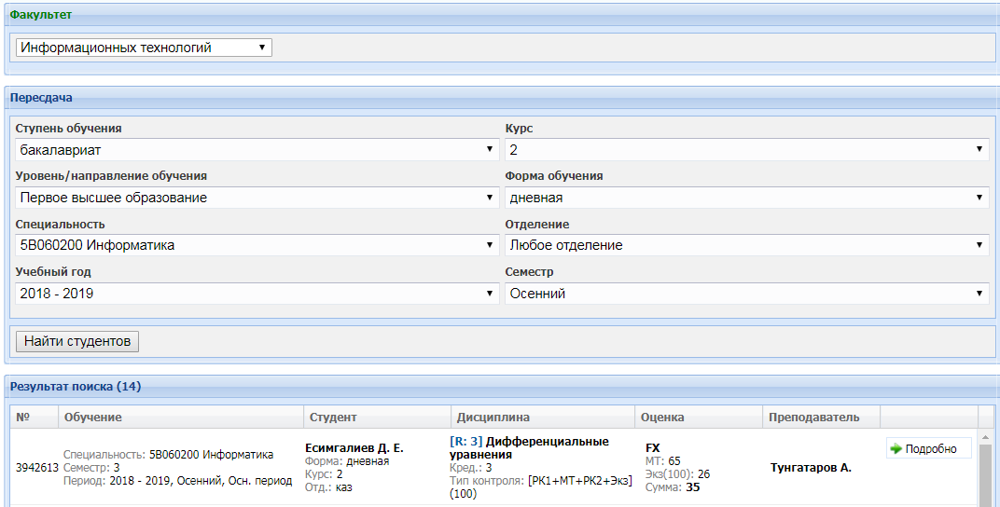 Факультет
Информационных технологий
Пересдача
Ступень обучения Курс
бакалавриат 2
Уровень/направление обучения Форма обучения
Первое высшее образование дневная
Специальность Отделение
5B060200 Информатика Любое отделение
Учебный год Семестр
2018 - 2019 Осенний
Найти студентов
Результат поиска (14)
№ Обучение Студент Дисциплина Оценка Преподаватель
3942613
Специальность: 5B060200 Информатика
Семестр: 3
Период: 2018 - 2019, Осенний, Осн. период
Есимгалиев Д. Е.
Форма: дневная
Курс: 2
Отд.: каз
[R: 3] Дифференциальные
уравнения
Кред.: 3
Тип контроля: [РК1+МТ+РК2+Экз]
(100)
FX
МТ: 65
Экз(100): 26
Сумма: 35
Тунгатаров А.
Подробно